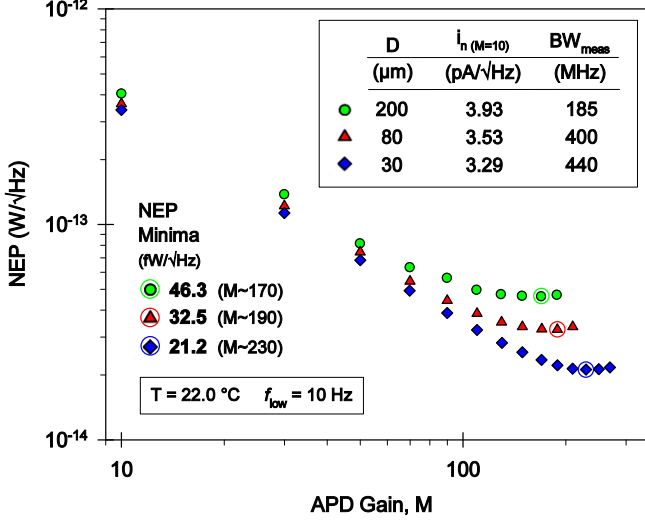 10⁻¹²
10⁻¹³
10⁻¹⁴
NEP (W/√Hz)
D iₙ (M=10) BWₘₑₐₛ
(μm) (pA/√Hz) (MHz)
200 3.93 185
80 3.53 400
30 3.29 440
NEP
Minima
(fW/√Hz)
46.3 (M~170)
32.5 (M~190)
21.2 (M~230)
T = 22.0 °C f_low = 10 Hz
10 100
APD Gain, M